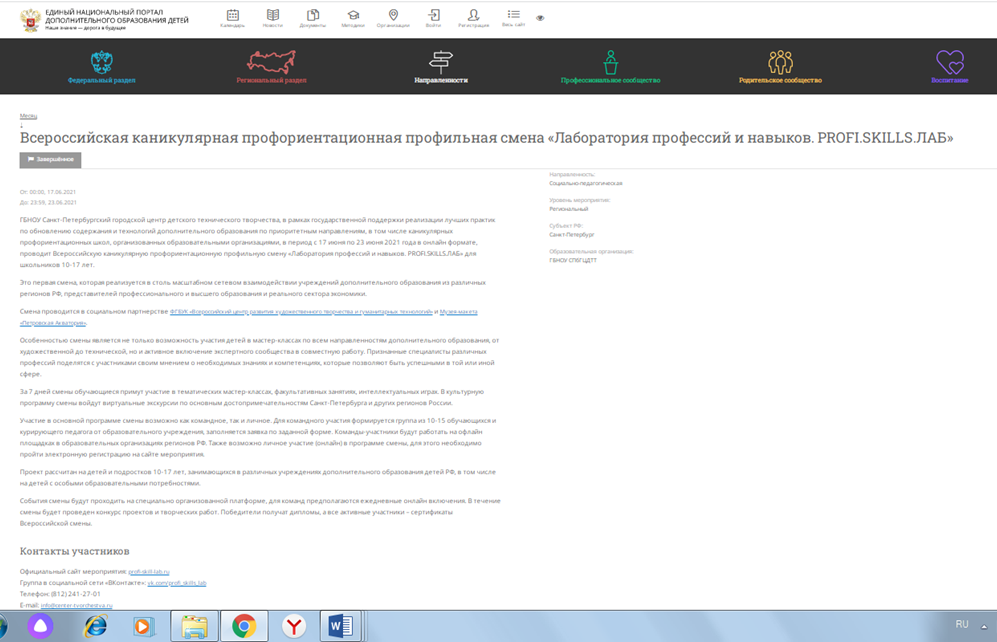 ЕДИНЫЙ НАЦИОНАЛЬНЫЙ ПОРТАЛ
ДОПОЛНИТЕЛЬНОГО ОБРАЗОВАНИЯ ДЕТЕЙ
Наши знания — дорога в будущее
Календарь Новости Документы Методики Организации Войти Регистрация Весь сайт
Федеральный раздел Региональный раздел Направленности Профессиональное сообщество Родительское сообщество Воспитание
Месяц
↓
Всероссийская каникулярная профориентационная профильная смена «Лаборатория профессий и навыков. PROFI.SKILLS.ЛАБ»
Завершённое
От: 00:00, 17.06.2021
До: 23:59, 23.06.2021
ГБНОУ Санкт-Петербургский городской центр детского технического творчества, в рамках государственной поддержки реализации лучших практик
по обновлению содержания и технологий дополнительного образования по приоритетным направлениям, в том числе каникулярных
профориентационных школ, организованных образовательными организациями, в период с 17 июня по 23 июня 2021 года в онлайн формате,
проводит Всероссийскую каникулярную профориентационную профильную смену «Лаборатория профессий и навыков. PROFI.SKILLS.ЛАБ» для
школьников 10-17 лет.
Это первая смена, которая реализуется в столь масштабном сетевом взаимодействии учреждений дополнительного образования из различных
регионов РФ, представителей профессионального и высшего образования и реального сектора экономики.
Смена проводится в социальном партнерстве ФГБУК «Всероссийский центр развития художественного творчества и гуманитарных технологий» и Музея-макета
«Петровская Акватория».
Особенностью смены является не только возможность участия детей в мастер-классах по всем направлениям дополнительного образования, от
художественной до технической, но и активное включение экспертного сообщества в совместную работу. Признанные специалисты различных
профессий поделятся с участниками своим мнением о необходимых знаниях и компетенциях, которые позволяют быть успешными в той или иной
сфере.
За 7 дней смены обучающиеся примут участие в тематических мастер-классах, факультативных занятиях, интеллектуальных играх. В культурную
программу смены войдут виртуальные экскурсии по основным достопримечательностям Санкт-Петербурга и других регионов России.
Участие в основной программе смены возможно как командное, так и личное. Для командного участия формируется группа из 10-15 обучающихся и
курирующего педагога от образовательного учреждения, заполняется заявка по заданной форме. Команды участники будут работать на офлайн
площадках в образовательных организациях регионов РФ. Также возможно личное участие (онлайн) в программе смены, для этого необходимо
пройти электронную регистрацию на сайте мероприятия.
Проект рассчитан на детей и подростков 10-17 лет, занимающихся в различных учреждениях дополнительного образования детей РФ, в том числе
на детей с особыми образовательными потребностями.
События смены будут проходить на специально организованной платформе, для команд предполагаются ежедневные онлайн включения. В течение
смены будет проведен конкурс проектов и творческих работ. Победители получат дипломы, а все активные участники – сертификаты
Всероссийской смены.
Контакты участников
Официальный сайт мероприятия: profi-skill-lab.ru
Группа в социальной сети «ВКонтакте»: vk.com/profi_skills_lab
Телефон: (812) 241-27-01
E-mail: info@center-tvorchestva.ru
Направленность:
Социально-педагогическая
Уровень мероприятия:
Региональный
Субъект РФ:
Санкт-Петербург
Образовательная организация:
ГБНОУ СПбГЦДТТ
RU